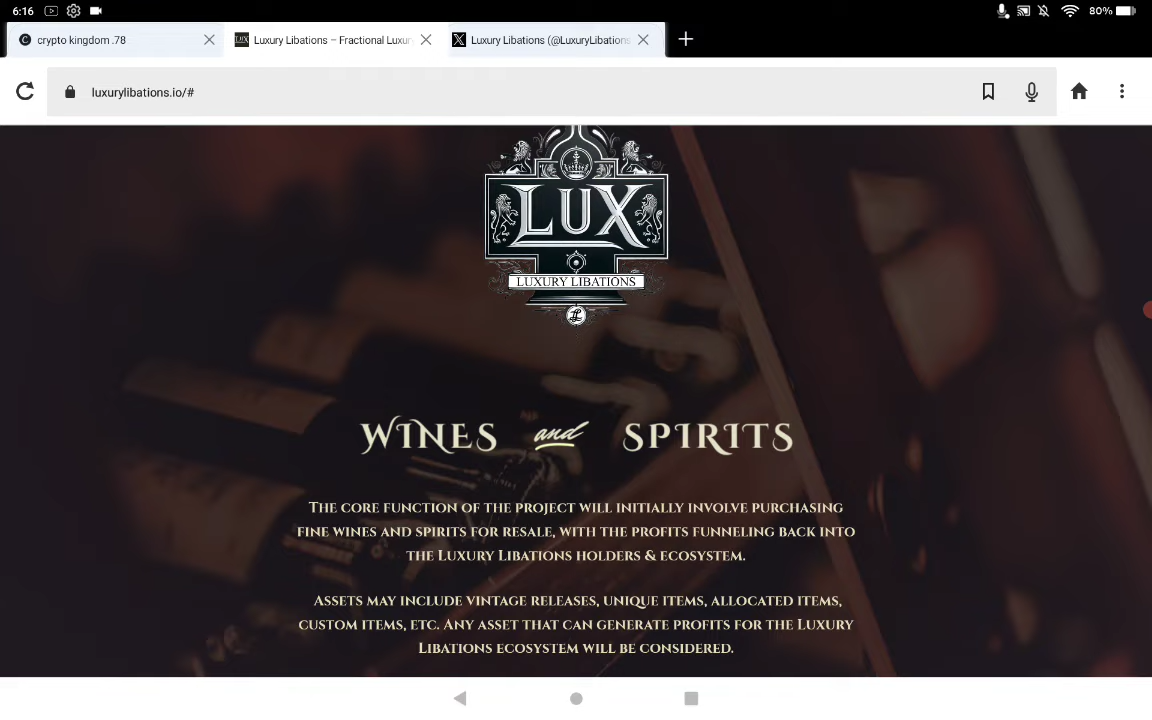 6:16
80%
crypto kingdom .78
Luxury Libations – Fractional Luxur
Luxury Libations (@LuxuryLibations
luxurylibations.io/#
LUX
LUXURY LIBATIONS
WINES and SPIRITS
THE CORE FUNCTION OF THE PROJECT WILL INITIALLY INVOLVE PURCHASING
FINE WINES AND SPIRITS FOR RESALE, WITH THE PROFITS FUNNELING BACK INTO
THE LUXURY LIBATIONS HOLDERS & ECOSYSTEM.
ASSETS MAY INCLUDE VINTAGE RELEASES, UNIQUE ITEMS, ALLOCATED ITEMS,
CUSTOM ITEMS, ETC. ANY ASSET THAT CAN GENERATE PROFITS FOR THE LUXURY
LIBATIONS ECOSYSTEM WILL BE CONSIDERED.